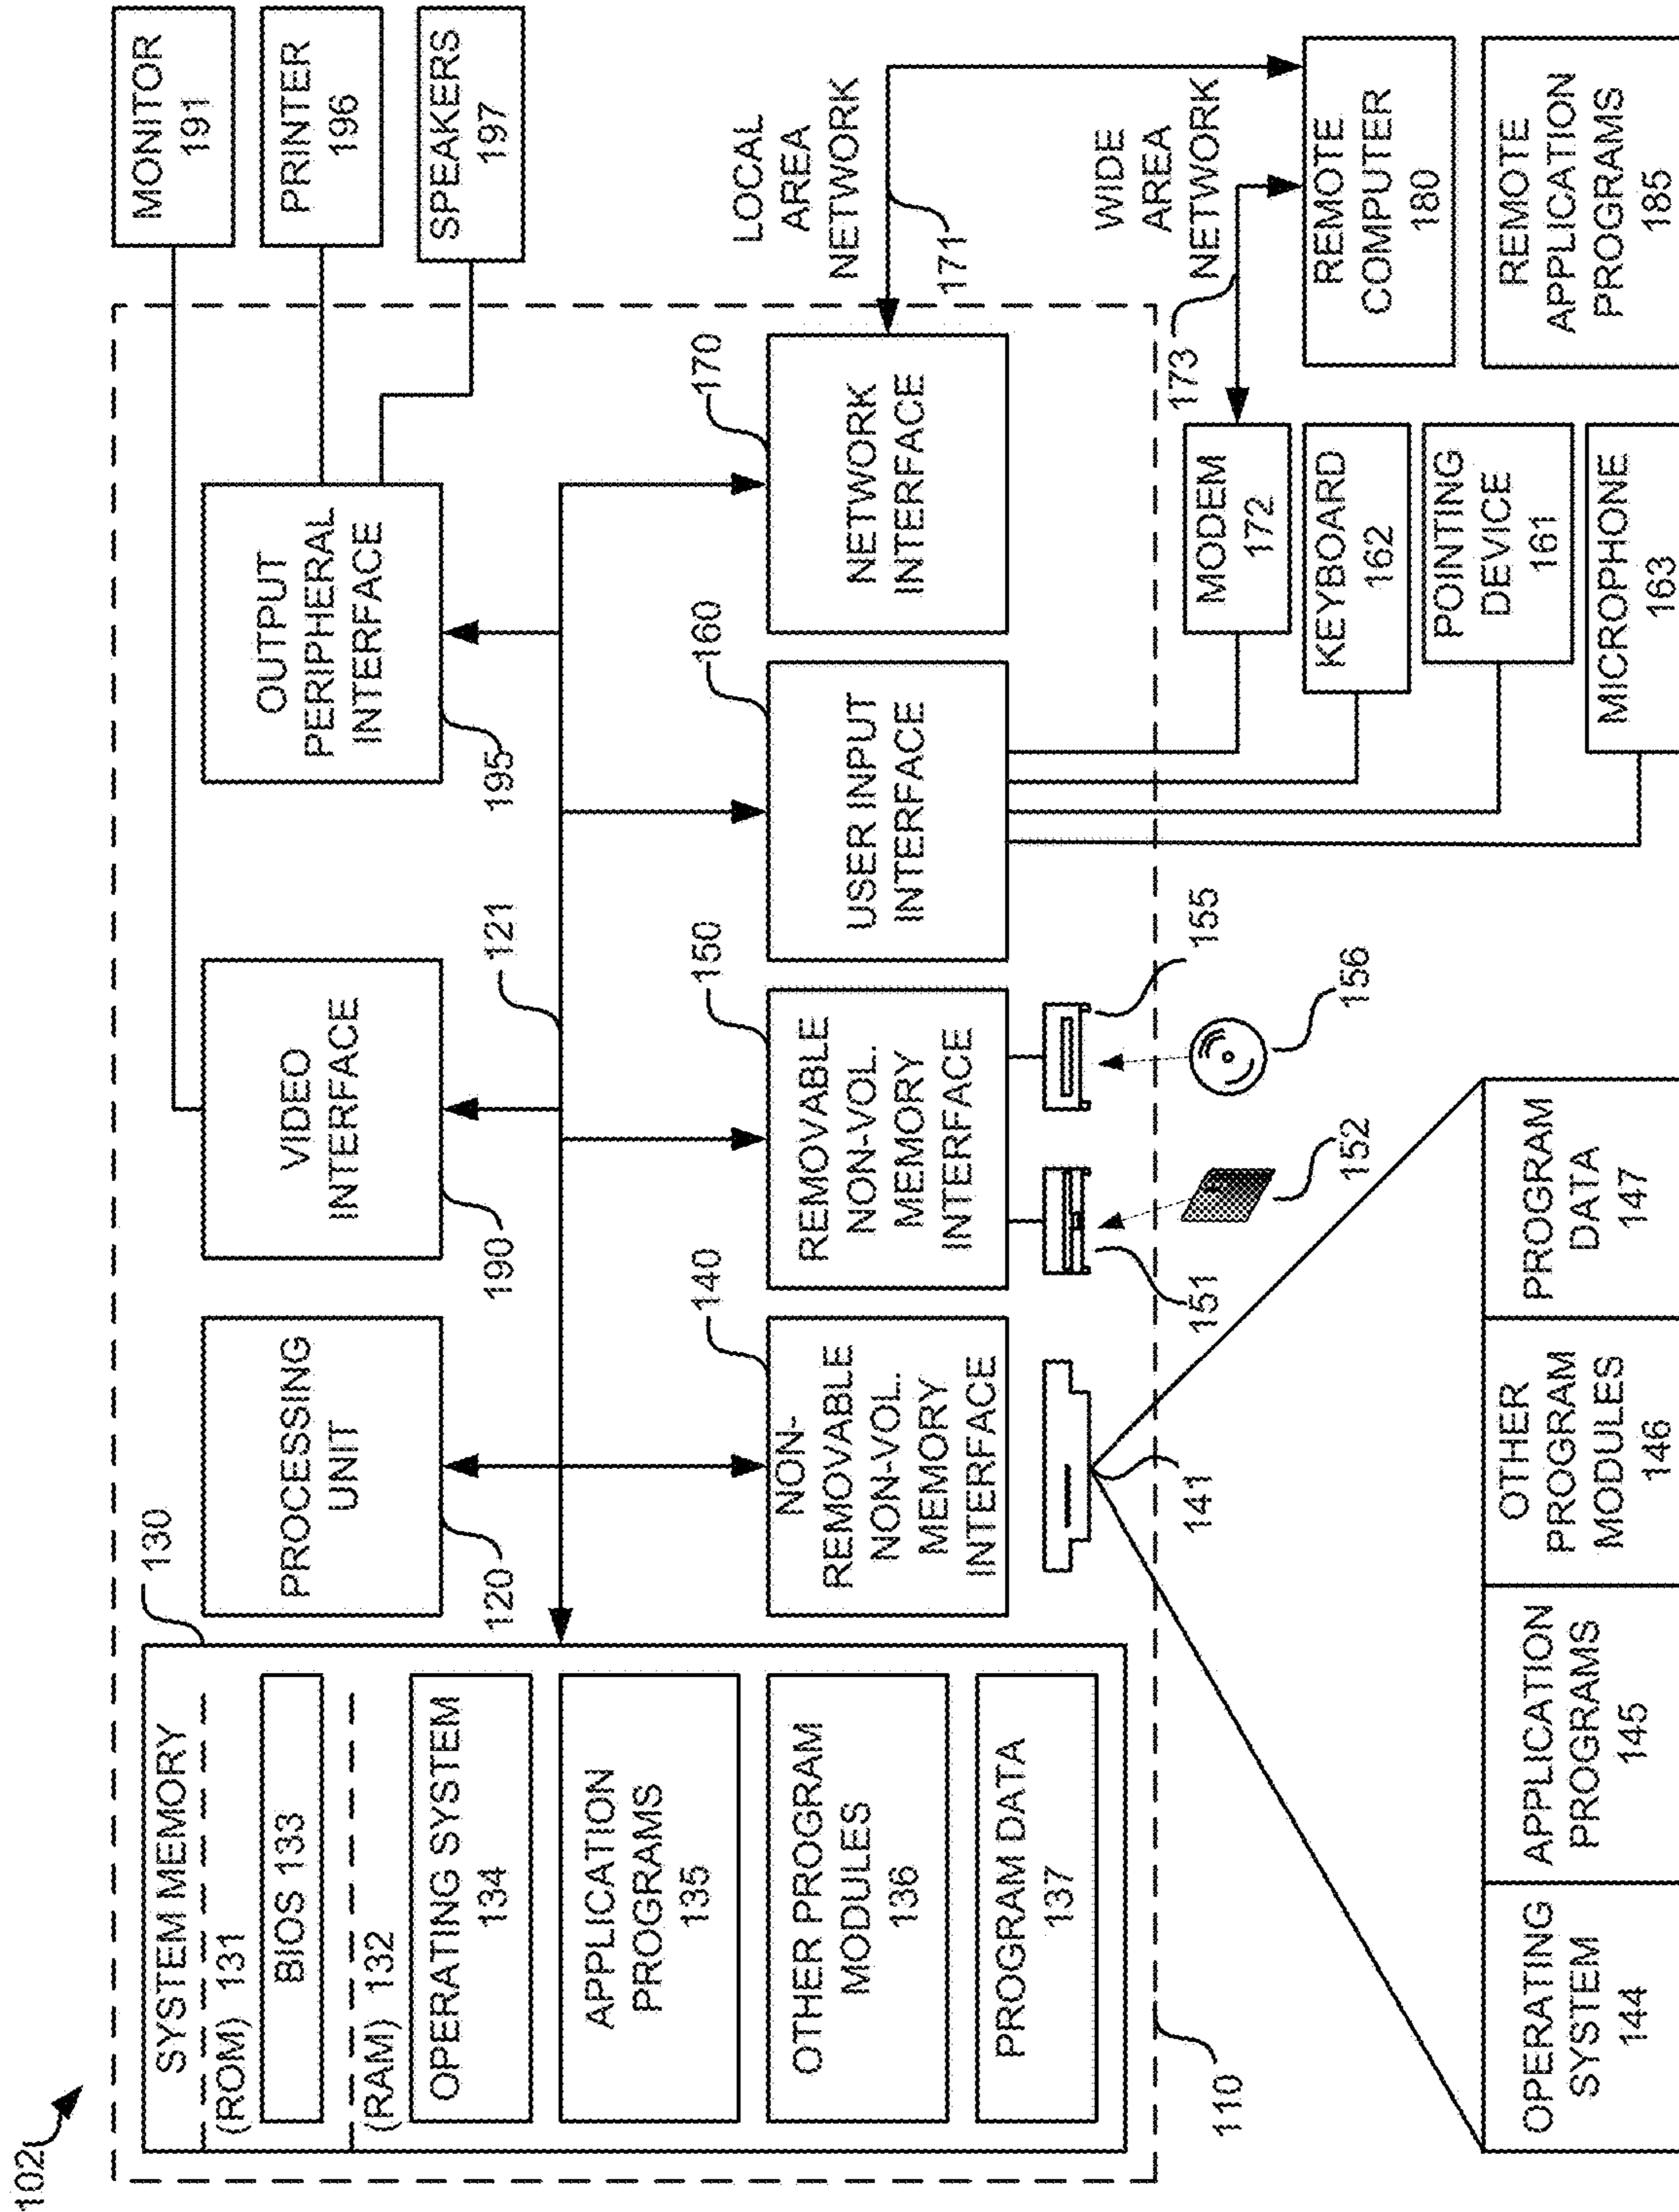 102
SYSTEM MEMORY
(ROM) 131
BIOS 133
(RAM) 132
OPERATING SYSTEM
134
APPLICATION
PROGRAMS
135
OTHER PROGRAM
MODULES
136
PROGRAM DATA
137
130
PROCESSING
UNIT
120
VIDEO
INTERFACE
190
121
OUTPUT
PERIPHERAL
INTERFACE
195
MONITOR
191
PRINTER
196
SPEAKERS
197
NON-
REMOVABLE
NON-VOL.
MEMORY
INTERFACE
140
REMOVABLE
NON-VOL.
MEMORY
INTERFACE
150
USER INPUT
INTERFACE
160
NETWORK
INTERFACE
170
LOCAL
AREA
NETWORK
171
110
141
151
152
155
156
173
WIDE
AREA
NETWORK
MODEM
172
KEYBOARD
162
POINTING
DEVICE
161
MICROPHONE
163
REMOTE
COMPUTER
180
REMOTE
APPLICATION
PROGRAMS
185
OPERATING
SYSTEM
144
APPLICATION
PROGRAMS
145
OTHER
PROGRAM
MODULES
146
PROGRAM
DATA
147